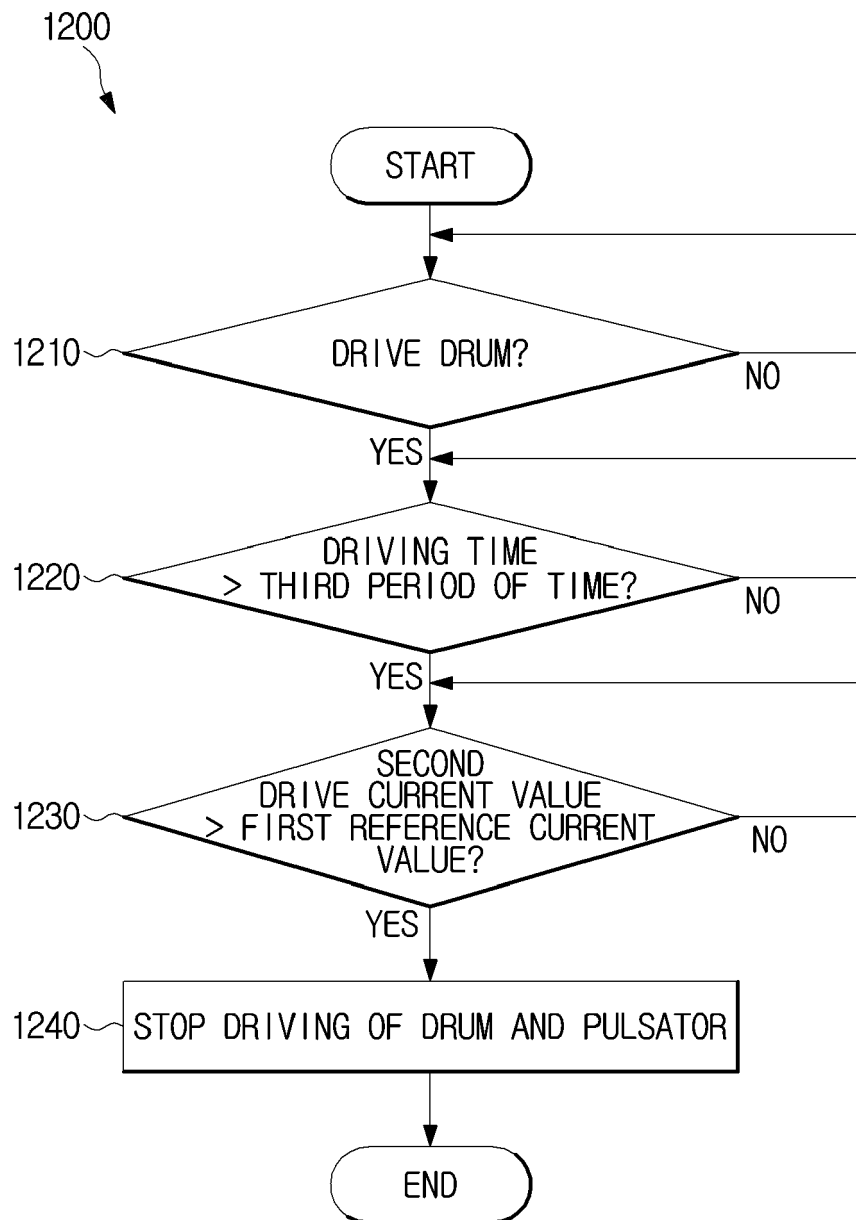 1200
START
1210
DRIVE DRUM?
NO
YES
1220
DRIVING TIME
> THIRD PERIOD OF TIME?
NO
YES
1230
SECOND
DRIVE CURRENT VALUE
> FIRST REFERENCE CURRENT
VALUE?
NO
YES
1240
STOP DRIVING OF DRUM AND PULSATOR
END